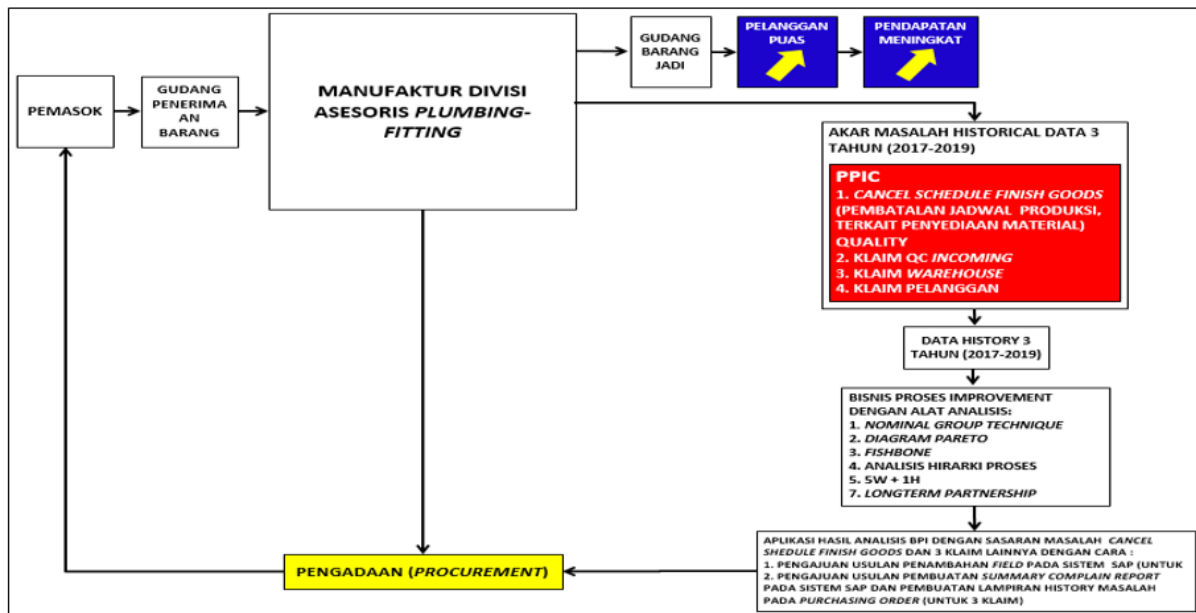 PEMASOK
GUDANG
PENERIMA
AN
BARANG
MANUFAKTUR DIVISI
ASESORIS PLUMBING-
FITTING
GUDANG
BARANG
JADI
PELANGGAN
PUAS
PENDAPATAN
MENINGKAT
AKAR MASALAH HISTORICAL DATA 3
TAHUN (2017-2019)
PPIC
1. CANCEL SCHEDULE FINISH GOODS
(PEMBATALAN JADWAL PRODUKSI,
TERKAIT PENYEDIAAN MATERIAL)
QUALITY
2. KLAIM QC INCOMING
3. KLAIM WAREHOUSE
4. KLAIM PELANGGAN
DATA HISTORY 3
TAHUN (2017-2019)
BISNIS PROSES IMPROVEMENT
DENGAN ALAT ANALISIS:
1. NOMINAL GROUP TECHNIQUE
2. DIAGRAM PARETO
3. FISHBONE
4. ANALISIS HIRARKI PROSES
5. 5W + 1H
7. LONGTERM PARTNERSHIP
APLIKASI HASIL ANALISIS BPI DENGAN SASARAN MASALAH CANCEL
SHEDULE FINISH GOODS DAN 3 KLAIM LAINNYA DENGAN CARA :
1. PENGAJUAN USULAN PENAMBAHAN FIELD PADA SISTEM SAP (UNTUK
2. PENGAJUAN USULAN PEMBUATAN SUMMARY COMPLAIN REPORT
PADA SISTEM SAP DAN PEMBUATAN LAMPIRAN HISTORY MASALAH
PADA PURCHASING ORDER (UNTUK 3 KLAIM)
PENGADAAN (PROCUREMENT)